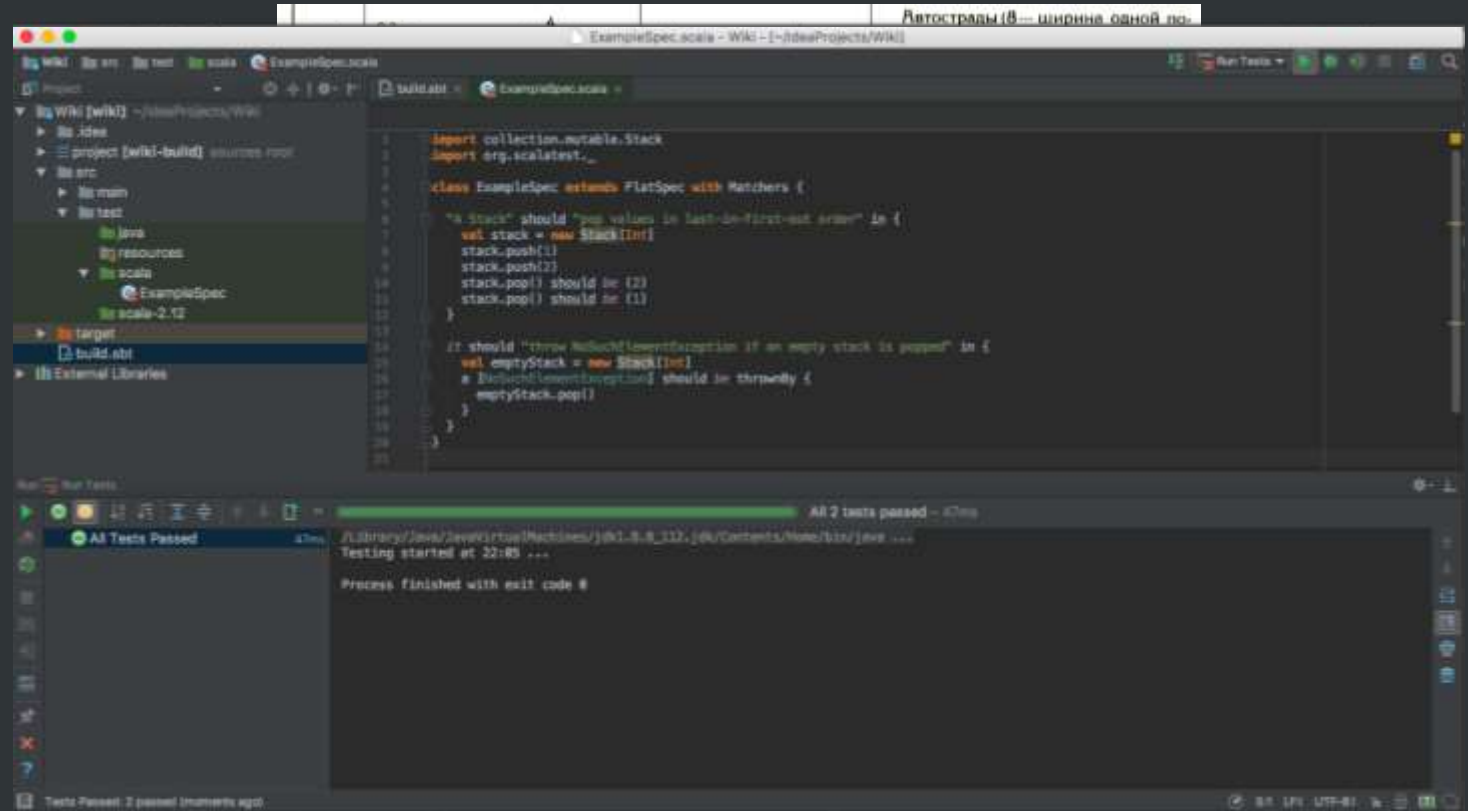 Автострады (8 — ширина одной по-
ExampleSpec.scala - Wiki - [~/IdeaProjects/Wiki]
Wiki src test scala ExampleSpec.scala
Run Tests
Project
build.sbt
ExampleSpec.scala
Wiki [wiki] ~/IdeaProjects/Wiki
.idea
project [wiki-build] sources root
src
main
test
java
resources
scala
ExampleSpec
scala-2.12
target
build.sbt
External Libraries
import collection.mutable.Stack
import org.scalatest._
class ExampleSpec extends FlatSpec with Matchers {
"A Stack" should "pop values in last-in-first-out order" in {
val stack = new Stack[Int]
stack.push(1)
stack.push(2)
stack.pop() should be (2)
stack.pop() should be (1)
}
it should "throw NoSuchElementException if an empty stack is popped" in {
val emptyStack = new Stack[Int]
a [NoSuchElementException] should be thrownBy {
emptyStack.pop()
}
}
}
Run Run Tests
All 2 tests passed – 47ms
All Tests Passed 47ms
/Library/Java/JavaVirtualMachines/jdk1.8.0_112.jdk/Contents/Home/bin/java ...
Testing started at 22:05 ...
Process finished with exit code 0
Tests Passed: 2 passed (moments ago)
UTF-8